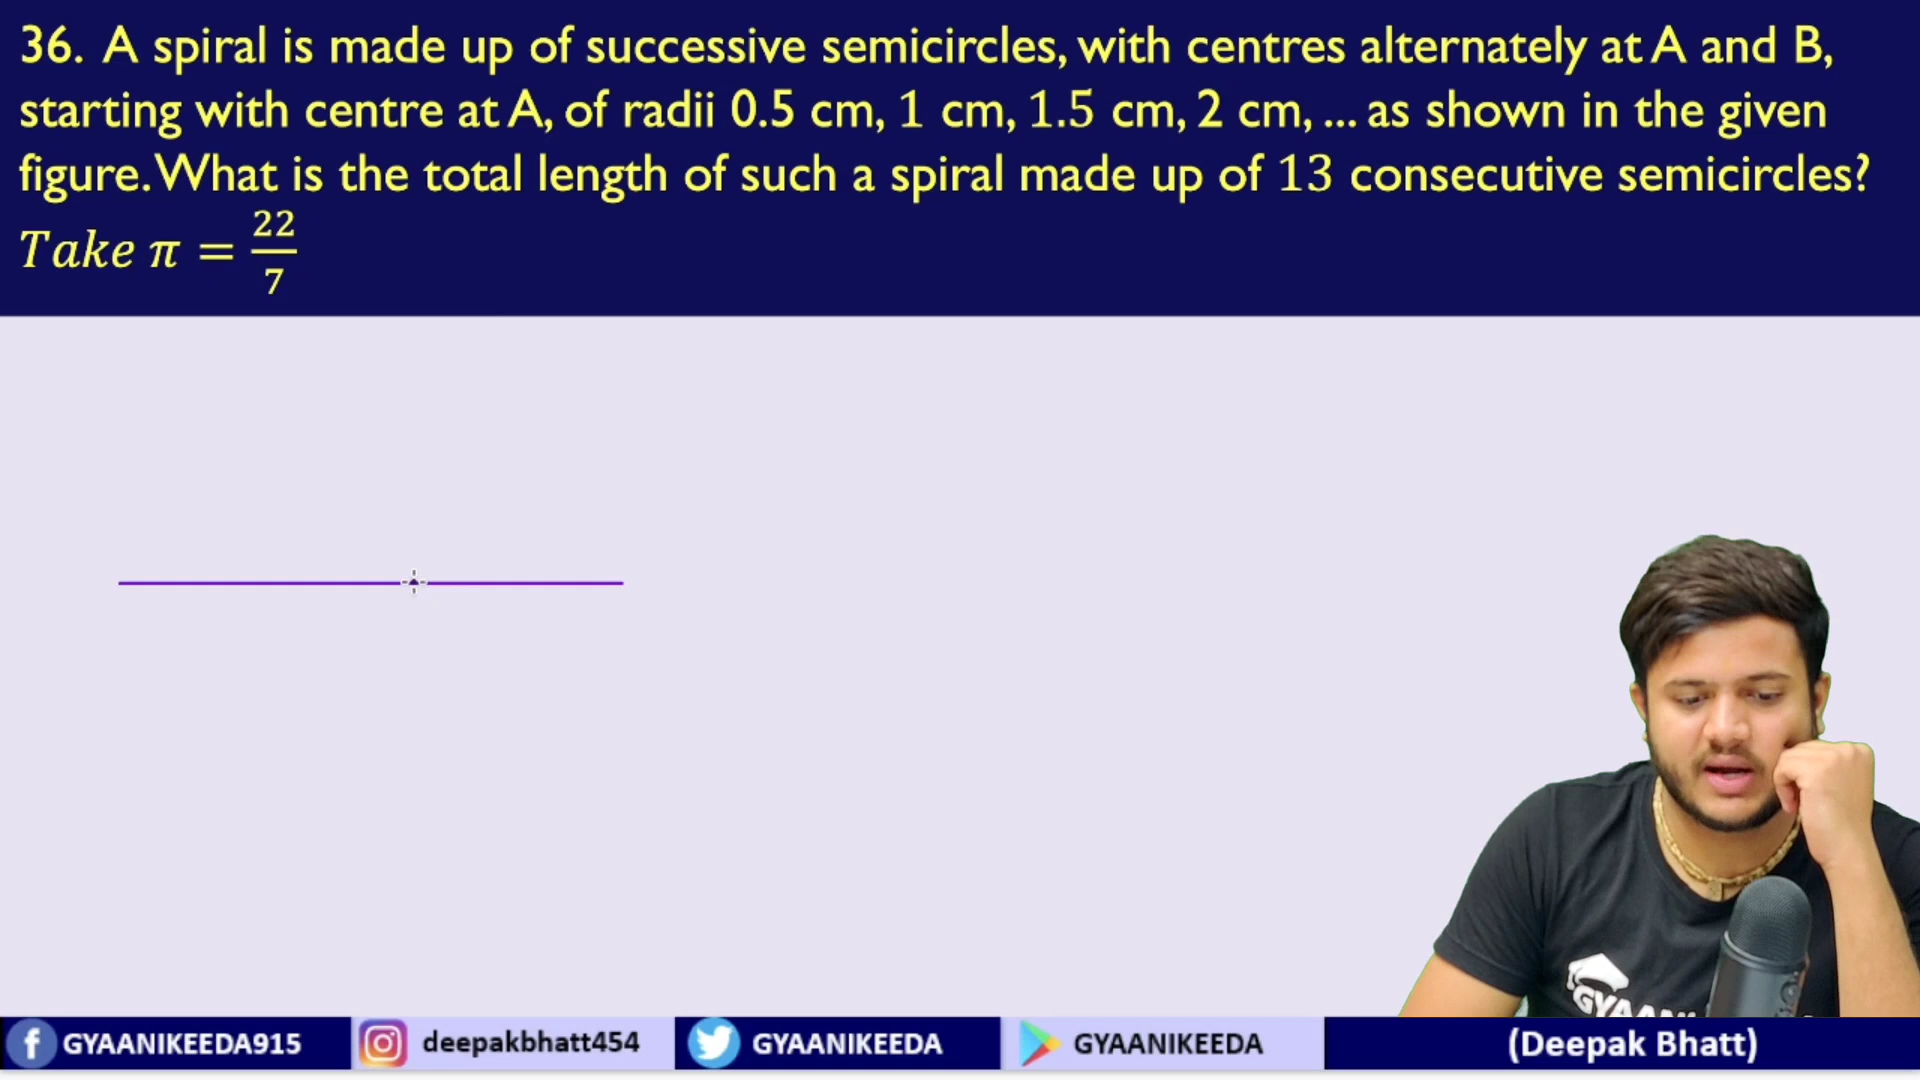 36. A spiral is made up of successive semicircles, with centres alternately at A and B,
starting with centre at A, of radii 0.5 cm, 1 cm, 1.5 cm, 2 cm, ... as shown in the given
figure. What is the total length of such a spiral made up of 13 consecutive semicircles?
Take π = 22/7
GYAANIKEEDA915 deepakbhatt454 GYAANIKEEDA GYAANIKEEDA (Deepak Bhatt)